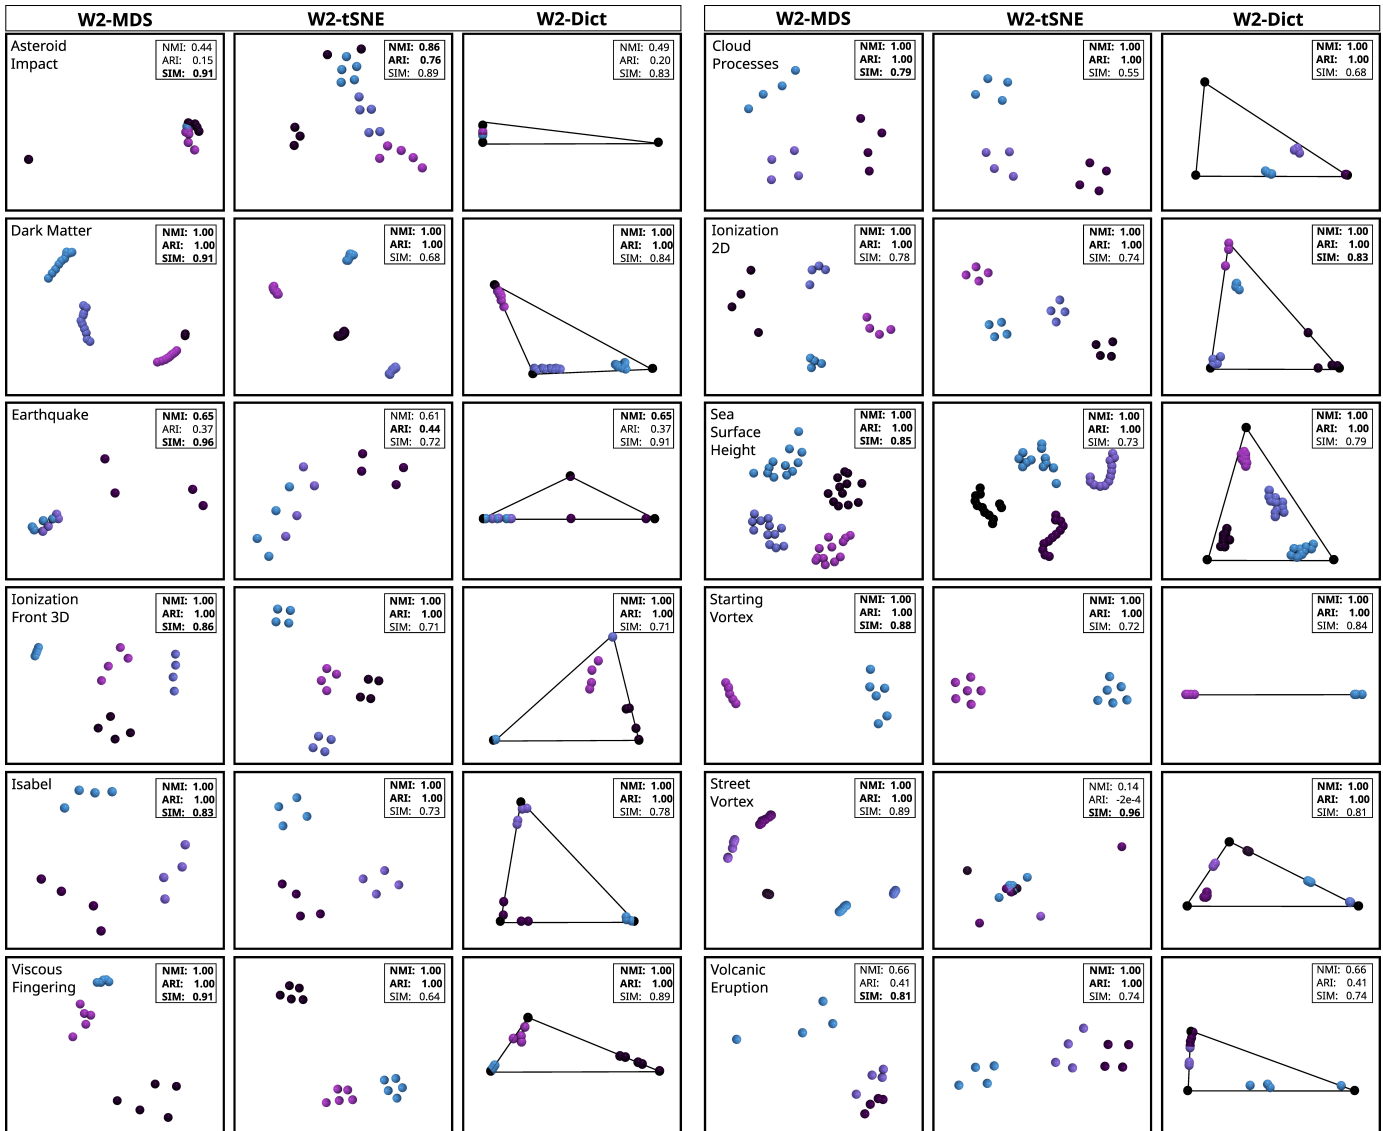 W2-MDS W2-tSNE W2-Dict
W2-MDS W2-tSNE W2-Dict
Asteroid
Impact
NMI: 0.44
ARI: 0.15
SIM: 0.91
NMI: 0.86
ARI: 0.76
SIM: 0.89
NMI: 0.49
ARI: 0.20
SIM: 0.83
Cloud
Processes
NMI: 1.00
ARI: 1.00
SIM: 0.79
NMI: 1.00
ARI: 1.00
SIM: 0.55
NMI: 1.00
ARI: 1.00
SIM: 0.68
Dark Matter
NMI: 1.00
ARI: 1.00
SIM: 0.91
NMI: 1.00
ARI: 1.00
SIM: 0.68
NMI: 1.00
ARI: 1.00
SIM: 0.84
Ionization
2D
NMI: 1.00
ARI: 1.00
SIM: 0.78
NMI: 1.00
ARI: 1.00
SIM: 0.74
NMI: 1.00
ARI: 1.00
SIM: 0.83
Earthquake
NMI: 0.65
ARI: 0.37
SIM: 0.96
NMI: 0.61
ARI: 0.44
SIM: 0.72
NMI: 0.65
ARI: 0.37
SIM: 0.91
Sea
Surface
Height
NMI: 1.00
ARI: 1.00
SIM: 0.85
NMI: 1.00
ARI: 1.00
SIM: 0.73
NMI: 1.00
ARI: 1.00
SIM: 0.79
Ionization
Front 3D
NMI: 1.00
ARI: 1.00
SIM: 0.86
NMI: 1.00
ARI: 1.00
SIM: 0.71
NMI: 1.00
ARI: 1.00
SIM: 0.71
Starting
Vortex
NMI: 1.00
ARI: 1.00
SIM: 0.88
NMI: 1.00
ARI: 1.00
SIM: 0.72
NMI: 1.00
ARI: 1.00
SIM: 0.84
Isabel
NMI: 1.00
ARI: 1.00
SIM: 0.83
NMI: 1.00
ARI: 1.00
SIM: 0.73
NMI: 1.00
ARI: 1.00
SIM: 0.78
Street
Vortex
NMI: 1.00
ARI: 1.00
SIM: 0.89
NMI: 0.14
ARI: -2e-4
SIM: 0.96
NMI: 1.00
ARI: 1.00
SIM: 0.81
Viscous
Fingering
NMI: 1.00
ARI: 1.00
SIM: 0.91
NMI: 1.00
ARI: 1.00
SIM: 0.64
NMI: 1.00
ARI: 1.00
SIM: 0.89
Volcanic
Eruption
NMI: 0.66
ARI: 0.41
SIM: 0.81
NMI: 1.00
ARI: 1.00
SIM: 0.74
NMI: 0.66
ARI: 0.41
SIM: 0.74